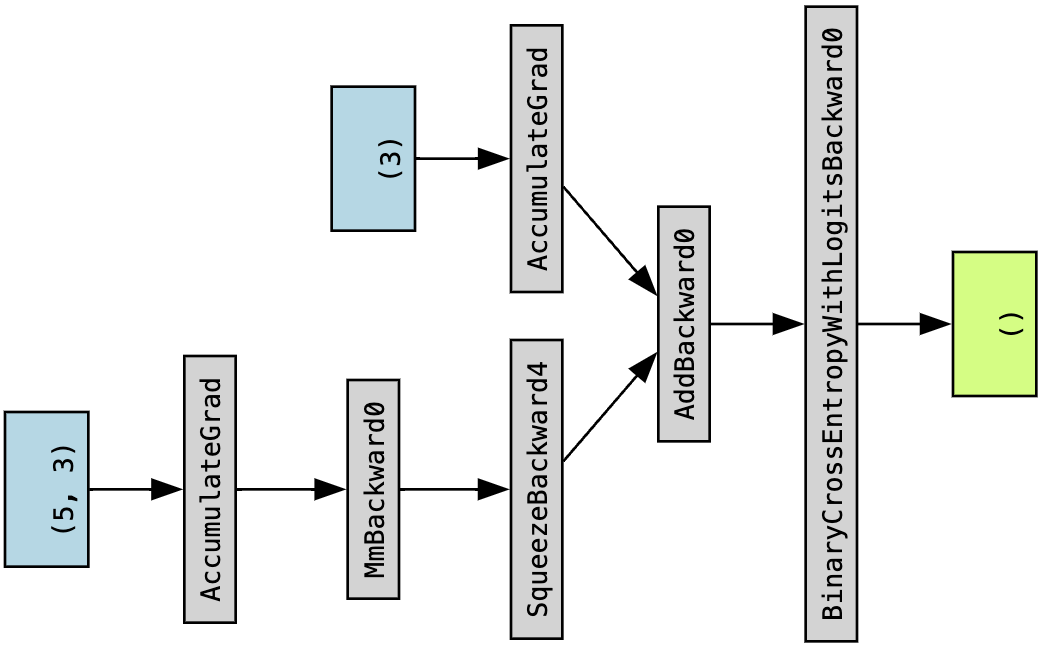 (5, 3)
AccumulateGrad
MmBackward0
(3)
AccumulateGrad
SqueezeBackward4
AddBackward0
BinaryCrossEntropyWithLogitsBackward0
()